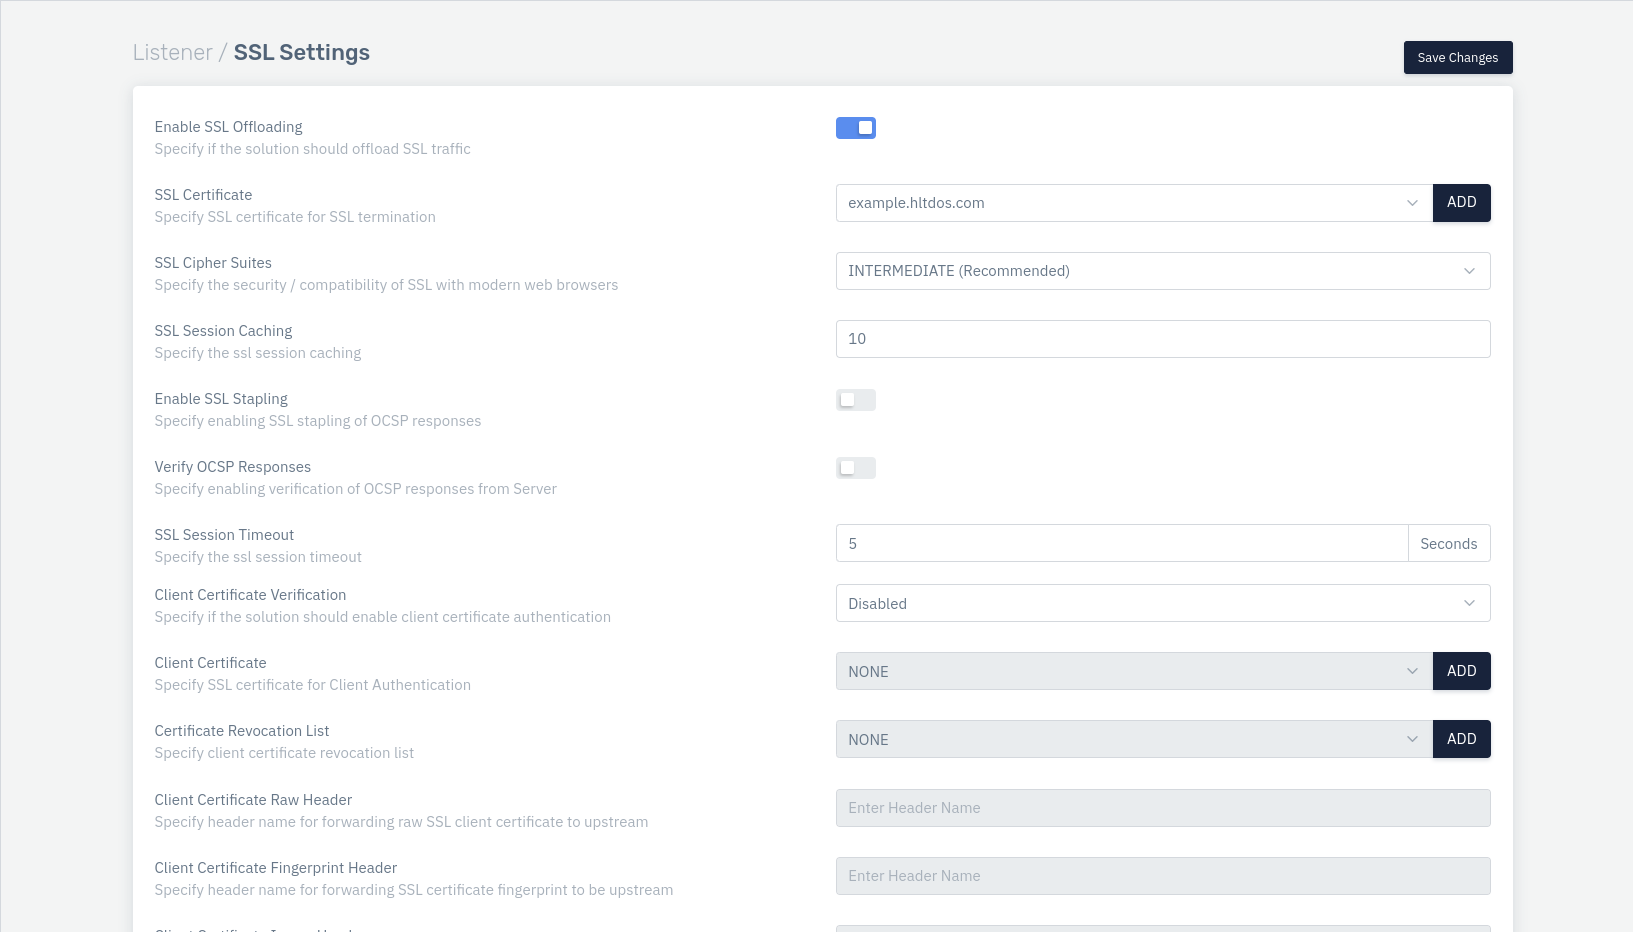 Listener / SSL Settings
Save Changes
Enable SSL Offloading
Specify if the solution should offload SSL traffic
SSL Certificate
Specify SSL certificate for SSL termination
example.hltdos.com
ADD
SSL Cipher Suites
Specify the security / compatibility of SSL with modern web browsers
INTERMEDIATE (Recommended)
SSL Session Caching
Specify the ssl session caching
10
Enable SSL Stapling
Specify enabling SSL stapling of OCSP responses
Verify OCSP Responses
Specify enabling verification of OCSP responses from Server
SSL Session Timeout
Specify the ssl session timeout
5
Seconds
Client Certificate Verification
Specify if the solution should enable client certificate authentication
Disabled
Client Certificate
Specify SSL certificate for Client Authentication
NONE
ADD
Certificate Revocation List
Specify client certificate revocation list
NONE
ADD
Client Certificate Raw Header
Specify header name for forwarding raw SSL client certificate to upstream
Enter Header Name
Client Certificate Fingerprint Header
Specify header name for forwarding SSL certificate fingerprint to be upstream
Enter Header Name